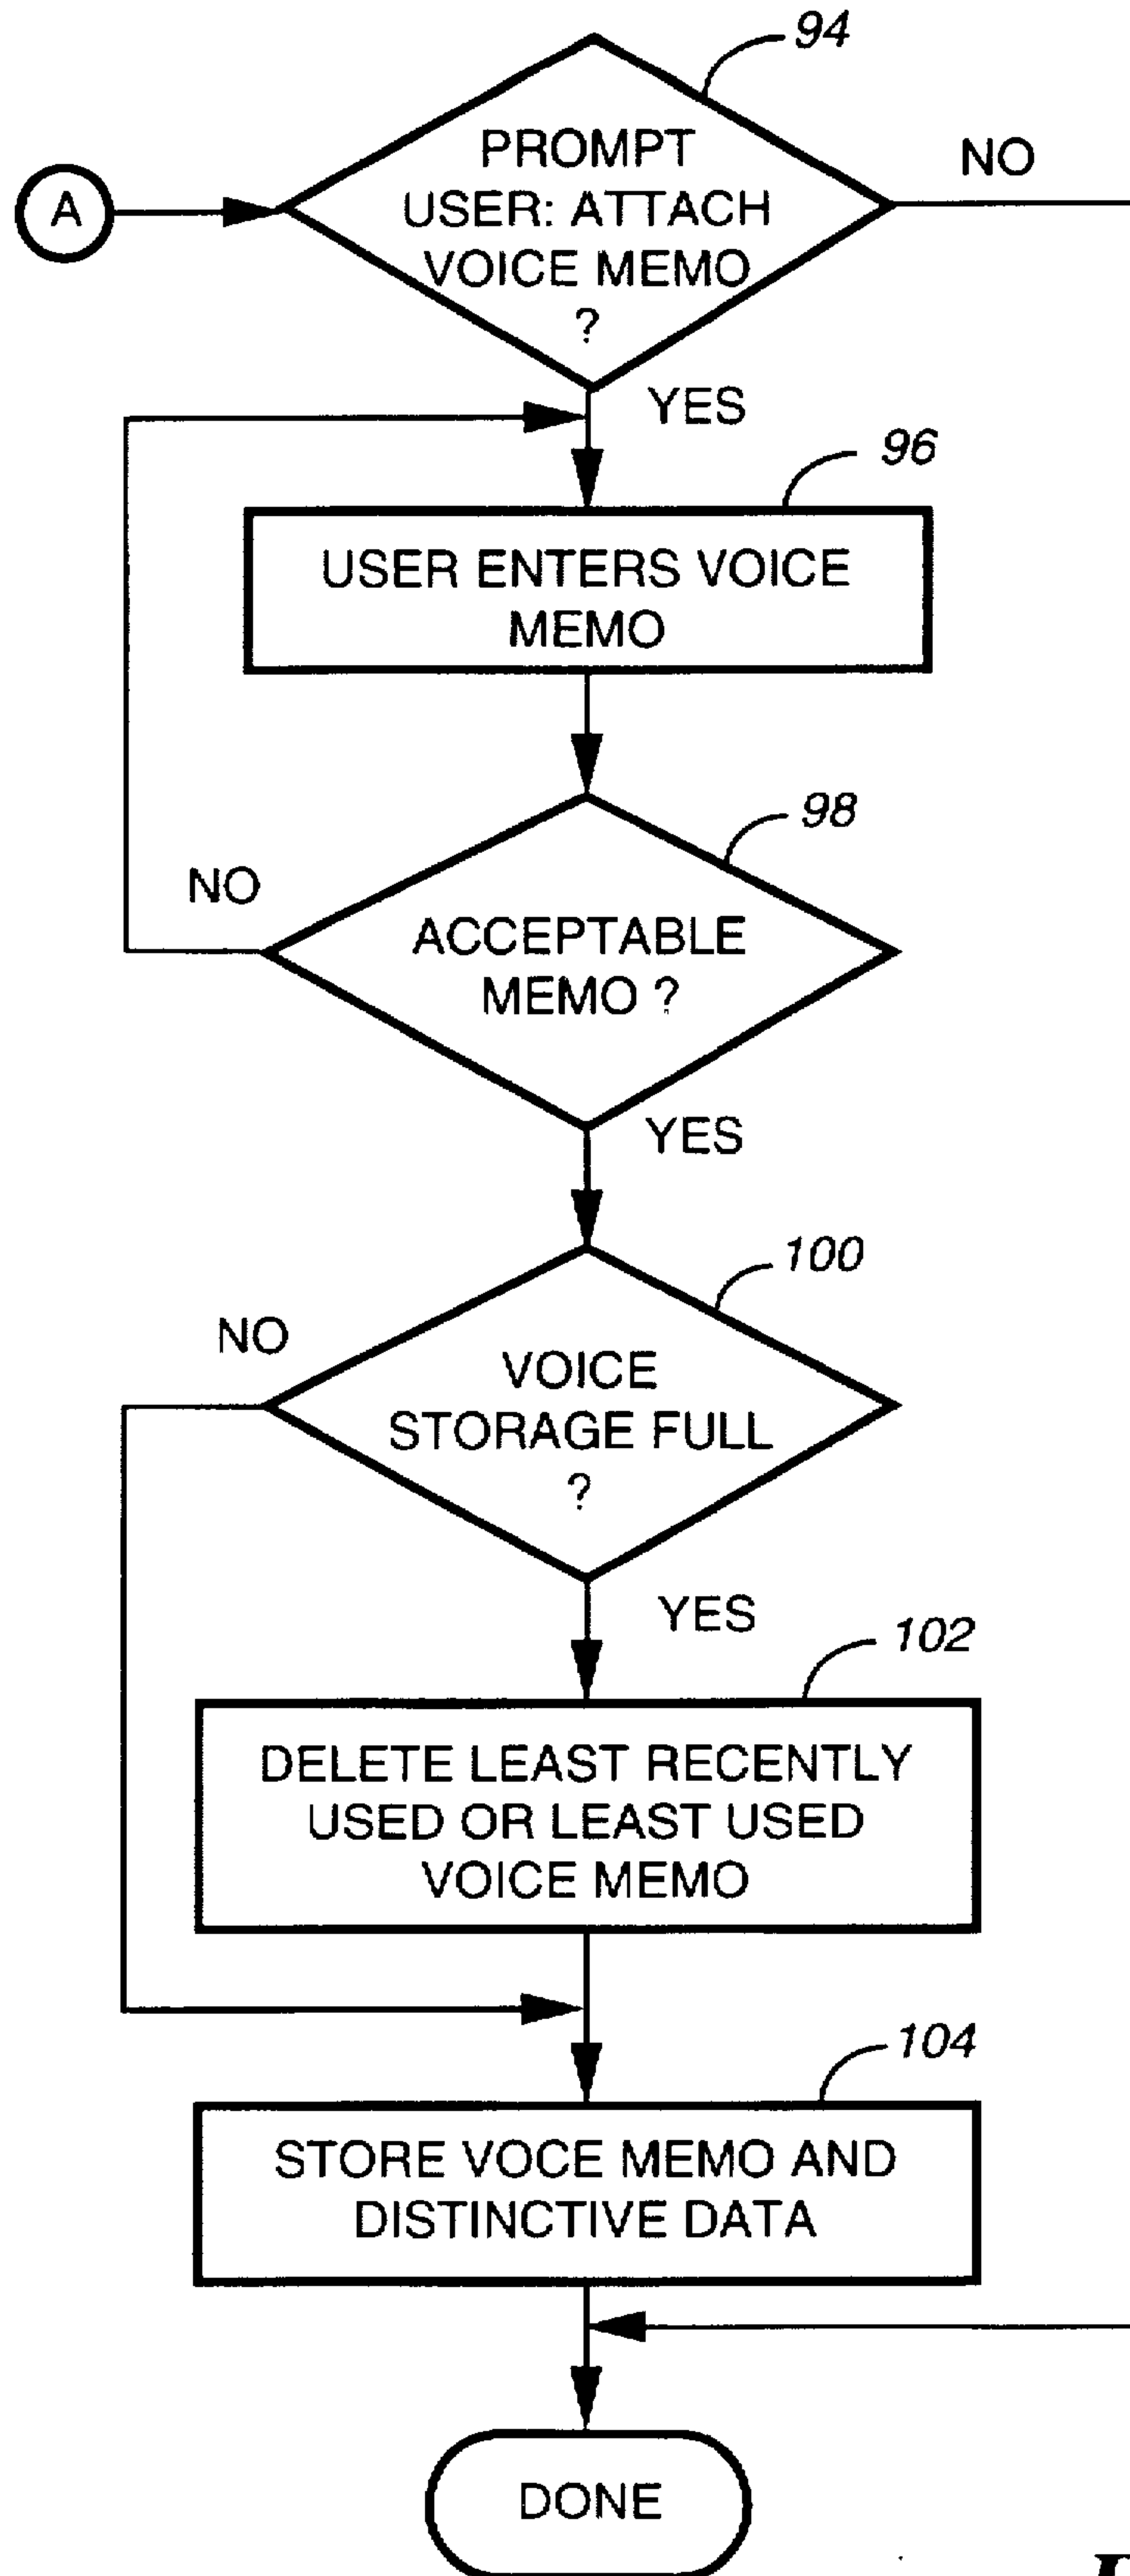 94
PROMPT
USER: ATTACH
VOICE MEMO
?
NO
A
YES
96
USER ENTERS VOICE
MEMO
98
NO
ACCEPTABLE
MEMO ?
YES
100
NO
VOICE
STORAGE FULL
?
YES
102
DELETE LEAST RECENTLY
USED OR LEAST USED
VOICE MEMO
104
STORE VOCE MEMO AND
DISTINCTIVE DATA
DONE